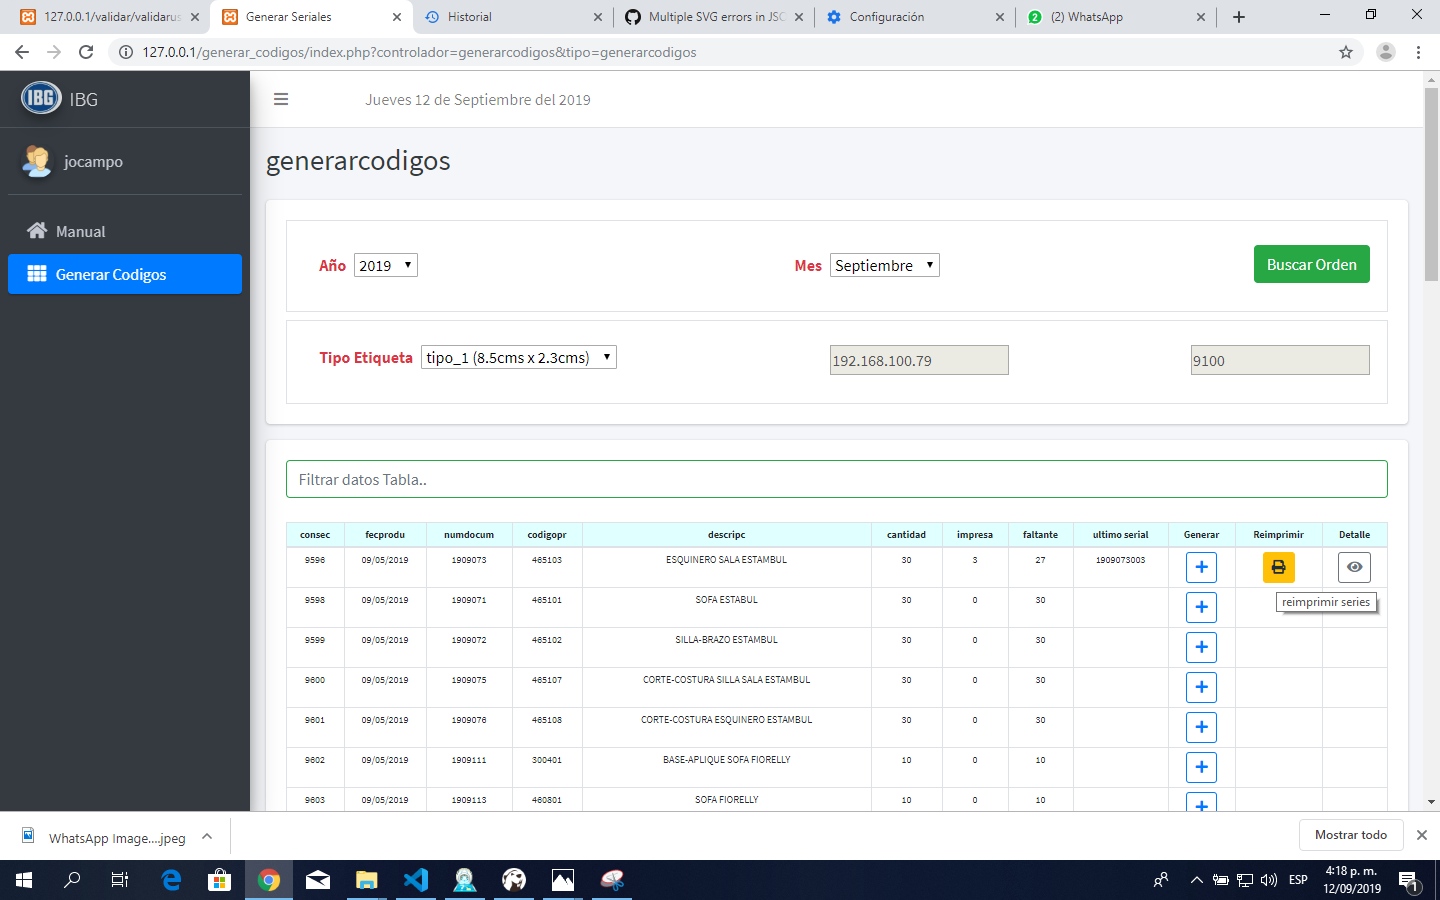 127.0.0.1/validar/validarus
Generar Seriales
Historial
Multiple SVG errors in JSC
Configuración
(2) WhatsApp
127.0.0.1/generar_codigos/index.php?controlador=generarcodigos&tipo=generarcodigos
IBG IBG
Jueves 12 de Septiembre del 2019
jocampo
generarcodigos
Manual
Generar Codigos
Año 2019 Mes Septiembre Buscar Orden
Tipo Etiqueta tipo_1 (8.5cms x 2.3cms) 192.168.100.79 9100
Filtrar datos Tabla..
consec fecprodu numdocum codigopr descripc cantidad impresa faltante ultimo serial Generar Reimprimir Detalle
9596 09/05/2019 1909073 465103 ESQUINERO SALA ESTAMBUL 30 3 27 1909073003
reimprimir series
9598 09/05/2019 1909071 465101 SOFA ESTABUL 30 0 30
9599 09/05/2019 1909072 465102 SILLA-BRAZO ESTAMBUL 30 0 30
9600 09/05/2019 1909075 465107 CORTE-COSTURA SILLA SALA ESTAMBUL 30 0 30
9601 09/05/2019 1909076 465108 CORTE-COSTURA ESQUINERO ESTAMBUL 30 0 30
9602 09/05/2019 1909111 300401 BASE-APLIQUE SOFA FIORELLY 10 0 10
9603 09/05/2019 1909113 460801 SOFA FIORELLY 10 0 10
WhatsApp Image....jpeg
Mostrar todo
ESP
4:18 p. m.
12/09/2019
1